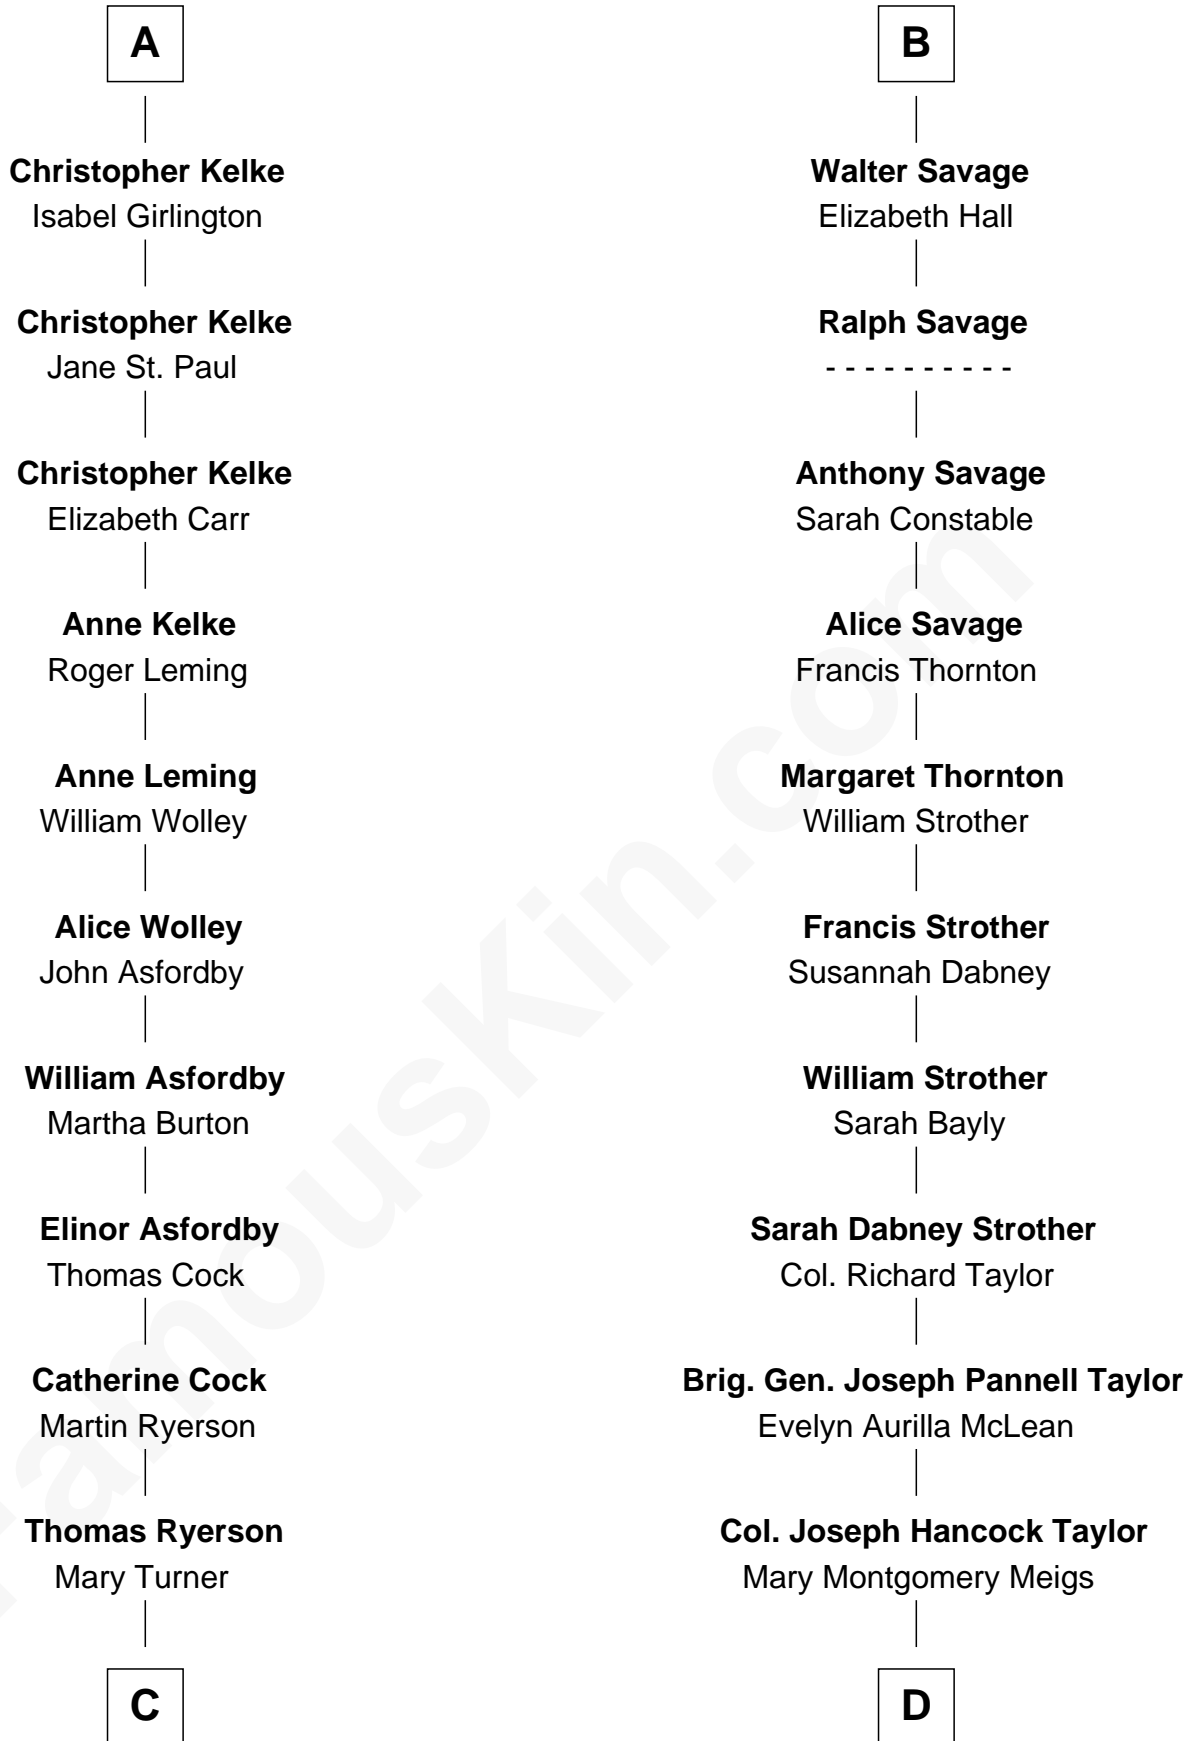 A
Christopher Kelke
Isabel Girlington
Christopher Kelke
Jane St. Paul
Christopher Kelke
Elizabeth Carr
Anne Kelke
Roger Leming
Anne Leming
William Wolley
Alice Wolley
John Asfordby
William Asfordby
Martha Burton
Elinor Asfordby
Thomas Cock
Catherine Cock
Martin Ryerson
Thomas Ryerson
Mary Turner
C
B
Walter Savage
Elizabeth Hall
Ralph Savage
- - - - - - - - - -
Anthony Savage
Sarah Constable
Alice Savage
Francis Thornton
Margaret Thornton
William Strother
Francis Strother
Susannah Dabney
William Strother
Sarah Bayly
Sarah Dabney Strother
Col. Richard Taylor
Brig. Gen. Joseph Pannell Taylor
Evelyn Aurilla McLean
Col. Joseph Hancock Taylor
Mary Montgomery Meigs
D
FamousKin.com